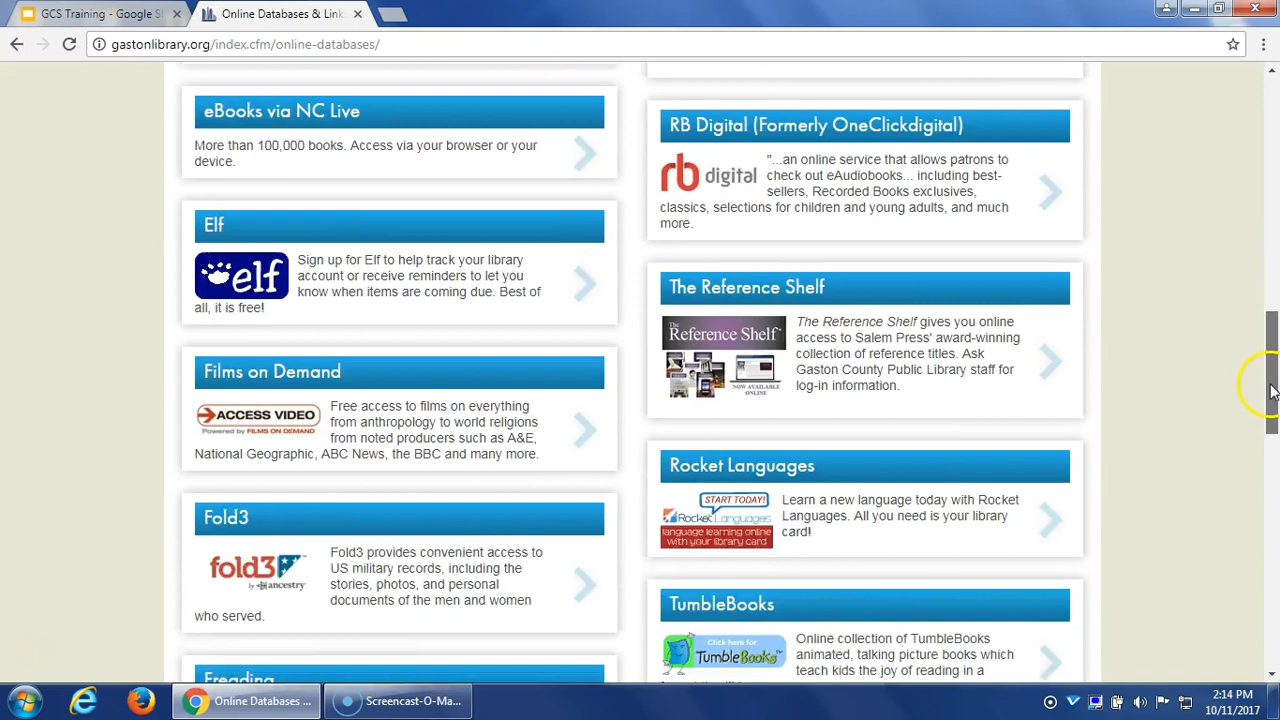 GCS Training - Google S
Online Databases & Link
gastonlibrary.org/index.cfm/online-databases/
eBooks via NC Live
More than 100,000 books. Access via your browser or your
device.
Elf
elf
Sign up for Elf to help track your library
account or receive reminders to let you
know when items are coming due. Best of
all, it is free!
Films on Demand
ACCESS VIDEO
Powered by FILMS ON DEMAND
Free access to films on everything
from anthropology to world religions
from noted producers such as A&E,
National Geographic, ABC News, the BBC and many more.
Fold3
fold3
by ancestry
Fold3 provides convenient access to
US military records, including the
stories, photos, and personal
documents of the men and women
who served.
Freading
RB Digital (Formerly OneClickdigital)
rb digital
"...an online service that allows patrons to
check out eAudiobooks... including best-
sellers, Recorded Books exclusives,
classics, selections for children and young adults, and much
more.
The Reference Shelf
The
Reference Shelf
NOW AVAILABLE
ONLINE
The Reference Shelf gives you online
access to Salem Press' award-winning
collection of reference titles. Ask
Gaston County Public Library staff for
log-in information.
Rocket Languages
START TODAY!
Rocket Languages
language learning online
with your library card!
Learn a new language today with Rocket
Languages. All you need is your library
card!
TumbleBooks
Click here for
TumbleBooks
Online collection of TumbleBooks
animated, talking picture books which
teach kids the joy of reading in a
Online Databases ...
Screencast-O-Ma...
2:14 PM
10/11/2017